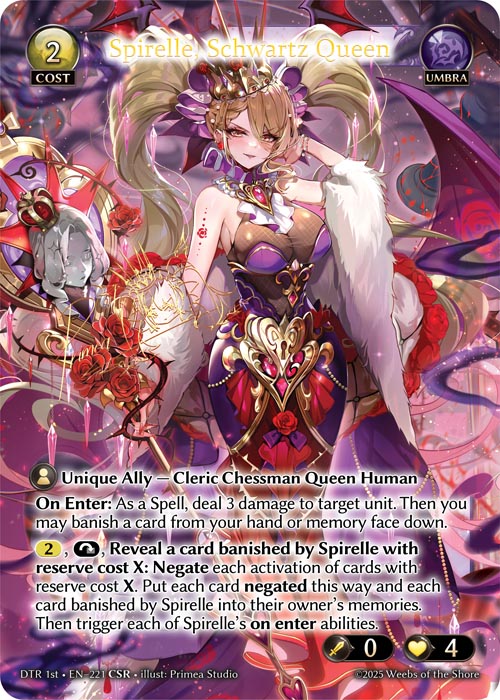 2
COST
Spirelle, Schwartz Queen
UMBRA
Unique Ally — Cleric Chessman Queen Human
On Enter: As a Spell, deal 3 damage to target unit. Then you
may banish a card from your hand or memory face down.
2 , , Reveal a card banished by Spirelle with
reserve cost X: Negate each activation of cards with
reserve cost X. Put each card negated this way and each
card banished by Spirelle into their owner's memories.
Then trigger each of Spirelle's on enter abilities.
0
4
DTR 1st • EN-221 CSR • illust: Primea Studio
©2025 Weebs of the Shore